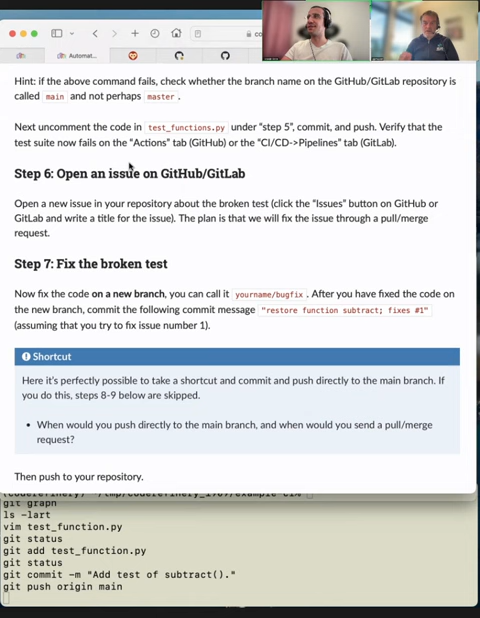 Automat...
Hint: if the above command fails, check whether the branch name on the GitHub/GitLab repository is
called main and not perhaps master .
Next uncomment the code in test_functions.py under “step 5”, commit, and push. Verify that the
test suite now fails on the “Actions” tab (GitHub) or the “CI/CD->Pipelines” tab (GitLab).
Step 6: Open an issue on GitHub/GitLab
Open a new issue in your repository about the broken test (click the “Issues” button on GitHub or
GitLab and write a title for the issue). The plan is that we will fix the issue through a pull/merge
request.
Step 7: Fix the broken test
Now fix the code on a new branch, you can call it yourname/bugfix . After you have fixed the code on
the new branch, commit the following commit message "restore function subtract; fixes #1"
(assuming that you try to fix issue number 1).
Shortcut
Here it’s perfectly possible to take a shortcut and commit and push directly to the main branch. If
you do this, steps 8-9 below are skipped.
• When would you push directly to the main branch, and when would you send a pull/merge
request?
Then push to your repository.
git graph
ls -lart
vim test_function.py
git status
git add test_function.py
git status
git commit -m "Add test of subtract()."
git push origin main